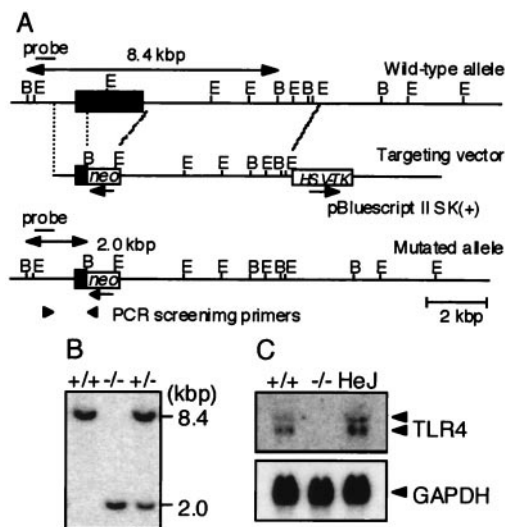 A
probe
8.4 kbp
B E E E E B E B E B E E
Wild-type allele
B E E E B E B E
Targeting vector
neo
HSV-TK
pBluescript II SK(+)
probe
2.0 kbp
Mutated allele
B E B E E E B E B E B E E
neo
PCR screenimg primers
2 kbp
B
+/+ -/- +/- (kbp)
8.4
2.0
C
+/+ -/- HeJ
TLR4
GAPDH